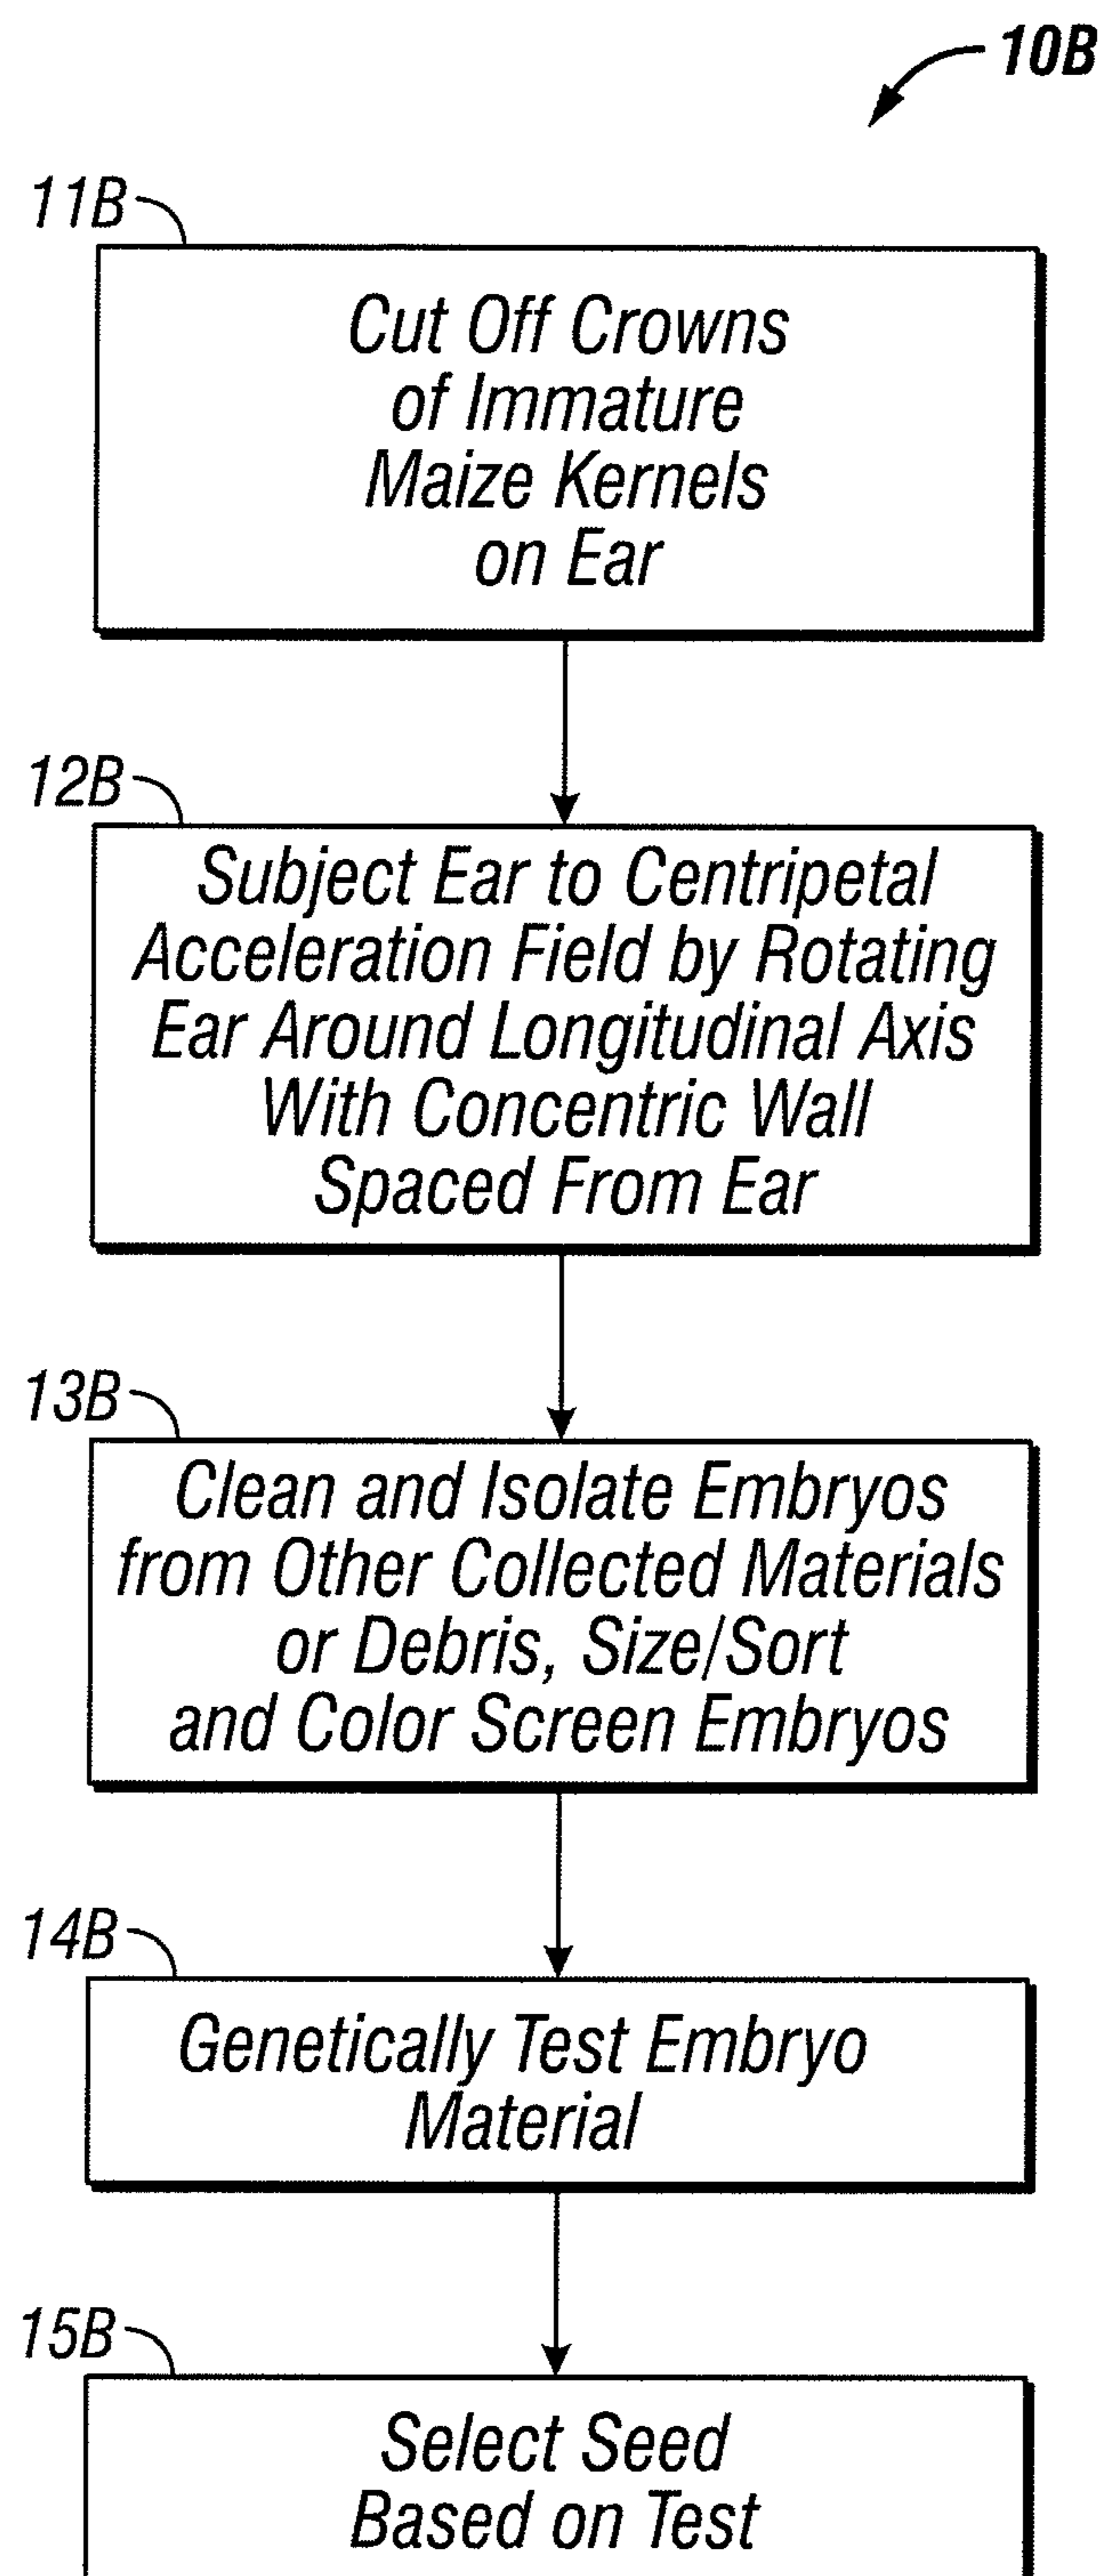 10B
11B
Cut Off Crowns
of Immature
Maize Kernels
on Ear
12B
Subject Ear to Centripetal
Acceleration Field by Rotating
Ear Around Longitudinal Axis
With Concentric Wall
Spaced From Ear
13B
Clean and Isolate Embryos
from Other Collected Materials
or Debris, Size/Sort
and Color Screen Embryos
14B
Genetically Test Embryo
Material
15B
Select Seed
Based on Test